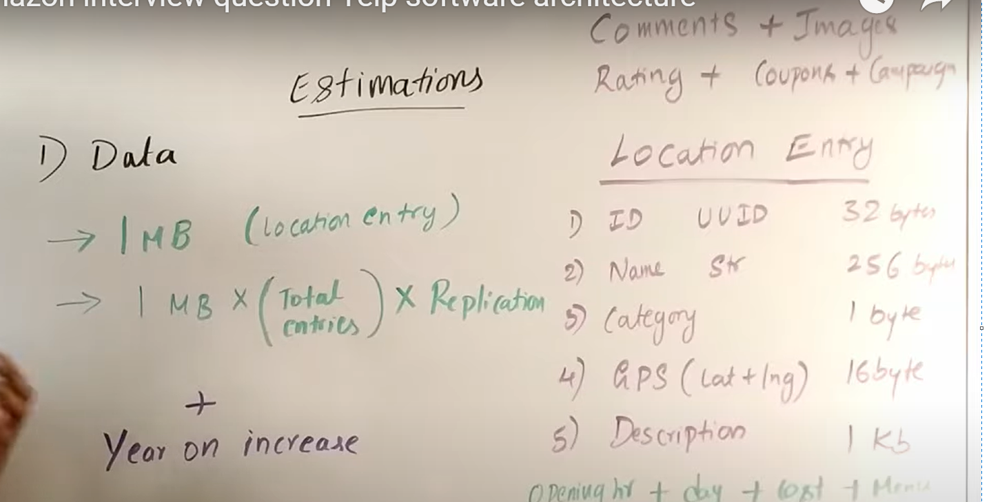 interview question Yelp software architecture
Comments + Images
Rating + Coupons + Campaign
Estimations
1) Data
→ 1 MB (Location entry)
→ 1 MB × (Total entries) × Replication
+
Year on increase
Location Entry
1) ID UUID 32 bytes
2) Name Str 256 bytes
3) Category 1 byte
4) GPS (Lat + lng) 16 byte
5) Description 1 Kb
Opening hr + day + Cost + Menu